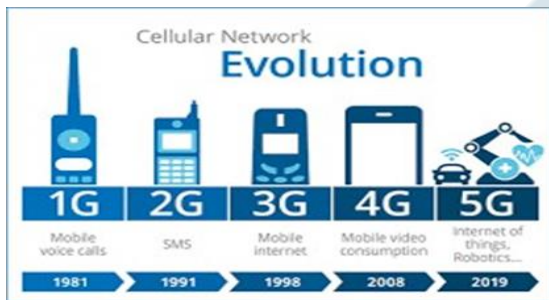 Cellular Network
Evolution
1G 2G 3G 4G 5G
Mobile voice calls
SMS
Mobile internet
Mobile video consumption
Internet of things, Robotics...
1981 1991 1998 2008 2019